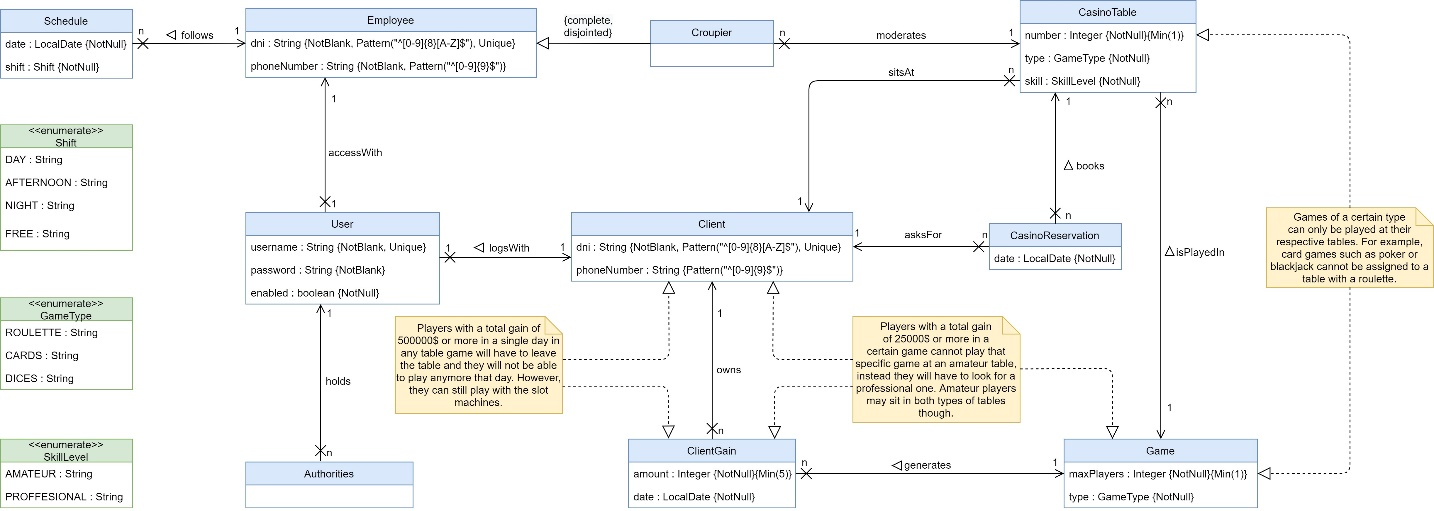 Schedule
date : LocalDate {NotNull}
shift : Shift {NotNull}
n
follows
1
Employee
dni : String {NotBlank, Pattern("^[0-9]{8}[A-Z]$"), Unique}
phoneNumber : String {NotBlank, Pattern("^[0-9]{9}$")}
{complete,
disjointed}
Croupier
n
moderates
1
CasinoTable
number : Integer {NotNull}{Min(1)}
type : GameType {NotNull}
skill : SkillLevel {NotNull}
sitsAt
n
1
1
accessWith
1
1
books
n
n
isPlayedIn
1
<<enumerate>>
Shift
DAY : String
AFTERNOON : String
NIGHT : String
FREE : String
User
username : String {NotBlank, Unique}
password : String {NotBlank}
enabled : boolean {NotNull}
1
logsWith
1
Client
dni : String {NotBlank, Pattern("^[0-9]{8}[A-Z]$"), Unique}
phoneNumber : String {Pattern("^[0-9]{9}$")}
1
asksFor
n
CasinoReservation
date : LocalDate {NotNull}
Games of a certain type
can only be played at their
respective tables. For example,
card games such as poker or
blackjack cannot be assigned to a
table with a roulette.
<<enumerate>>
GameType
ROULETTE : String
CARDS : String
DICES : String
1
holds
n
Players with a total gain of
500000$ or more in a single day in
any table game will have to leave
the table and they will not be able
to play anymore that day. However,
they can still play with the slot
machines.
1
owns
n
Players with a total gain
of 25000$ or more in a
certain game cannot play that
specific game at an amateur table,
instead they will have to look for a
professional one. Amateur players
may sit in both types of tables
though.
<<enumerate>>
SkillLevel
AMATEUR : String
PROFFESIONAL : String
Authorities
ClientGain
amount : Integer {NotNull}{Min(5)}
date : LocalDate {NotNull}
n
generates
1
Game
maxPlayers : Integer {NotNull}{Min(1)}
type : GameType {NotNull}